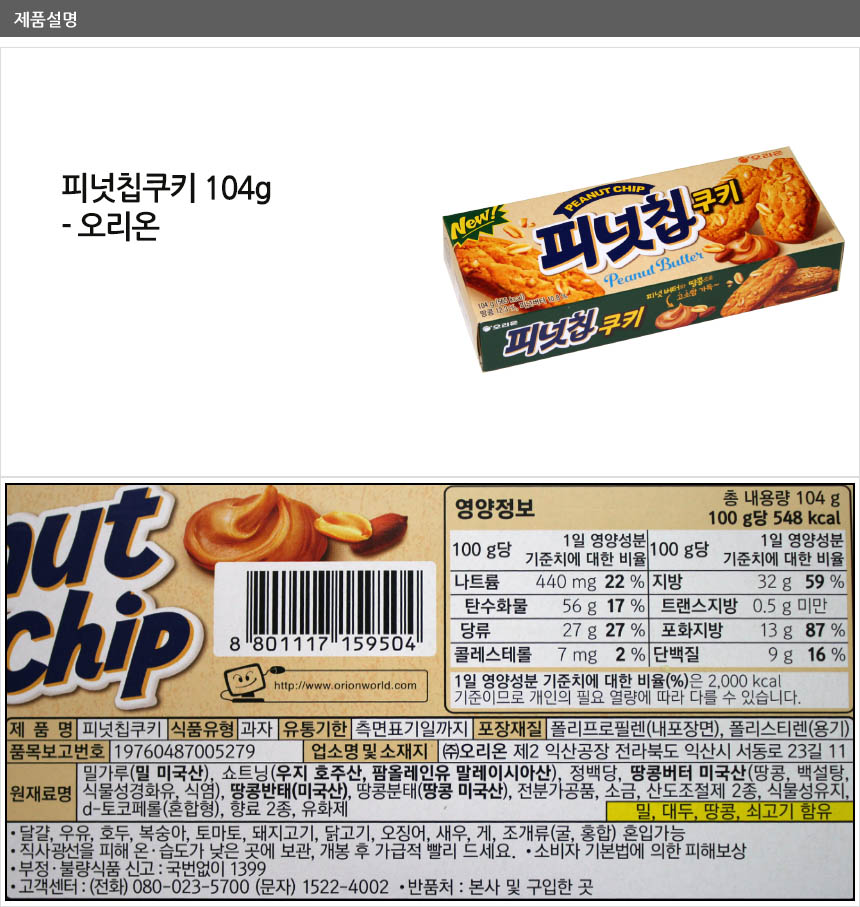 제품설명
피넛칩쿠키 104g
- 오리온
오리온
New!
PEANUT CHIP
피넛칩 쿠키
Peanut Butter
피넛버터와 땅콩으로
고소함 가득~
오리온
피넛칩 쿠키
nut
chip
8 801117 159504
http://www.orionworld.com
영양정보
총 내용량 104 g
100 g당 548 kcal
100 g당 1일 영양성분 기준치에 대한 비율 100 g당 1일 영양성분 기준치에 대한 비율
나트륨 440 mg 22 % 지방 32 g 59 %
탄수화물 56 g 17 % 트랜스지방 0.5 g 미만
당류 27 g 27 % 포화지방 13 g 87 %
콜레스테롤 7 mg 2 % 단백질 9 g 16 %
1일 영양성분 기준치에 대한 비율(%)은 2,000 kcal
기준이므로 개인의 필요 열량에 따라 다를 수 있습니다.
제 품 명 피넛칩쿠키 식품유형 과자 유통기한 측면표기일까지 포장재질 폴리프로필렌(내포장면), 폴리스티렌(용기)
품목보고번호 19760487005279 업소명 및 소재지 ㈜오리온 제2 익산공장 전라북도 익산시 서동로 23길 11
원재료명 밀가루(밀 미국산), 쇼트닝(우지 호주산, 팜올레인유 말레이시아산), 정백당, 땅콩버터 미국산(땅콩, 백설탕,
식물성경화유, 식염), 땅콩반태(미국산), 땅콩분태(땅콩 미국산), 전분가공품, 소금, 산도조절제 2종, 식물성유지,
d-토코페롤(혼합형), 향료 2종, 유화제
밀, 대두, 땅콩, 쇠고기 함유
• 달걀, 우유, 호두, 복숭아, 토마토, 돼지고기, 닭고기, 오징어, 새우, 게, 조개류(굴, 홍합) 혼입가능
• 직사광선을 피해 온·습도가 낮은 곳에 보관, 개봉 후 가급적 빨리 드세요. • 소비자 기본법에 의한 피해보상
• 부정·불량식품 신고 : 국번없이 1399
• 고객센터 : (전화) 080-023-5700 (문자) 1522-4002 • 반품처 : 본사 및 구입한 곳